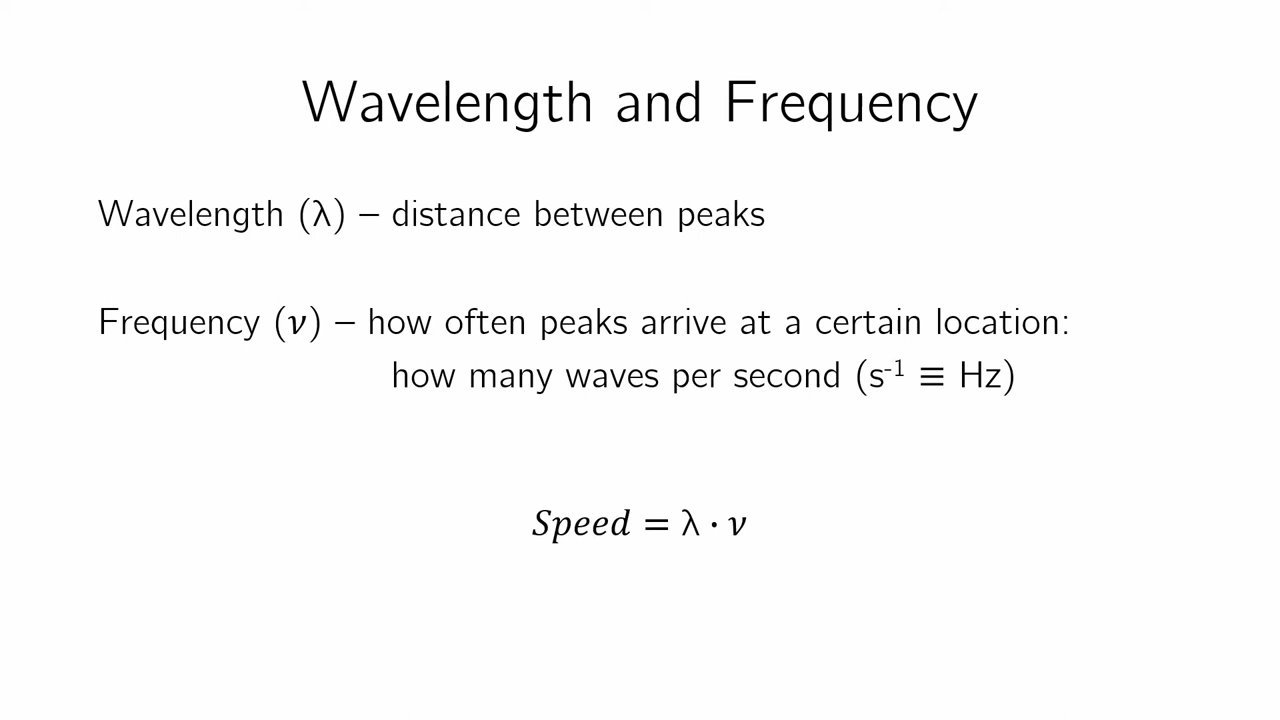 Wavelength and Frequency
Wavelength (λ) – distance between peaks
Frequency (ν) – how often peaks arrive at a certain location:
how many waves per second (s⁻¹ ≡ Hz)
Speed = λ · ν